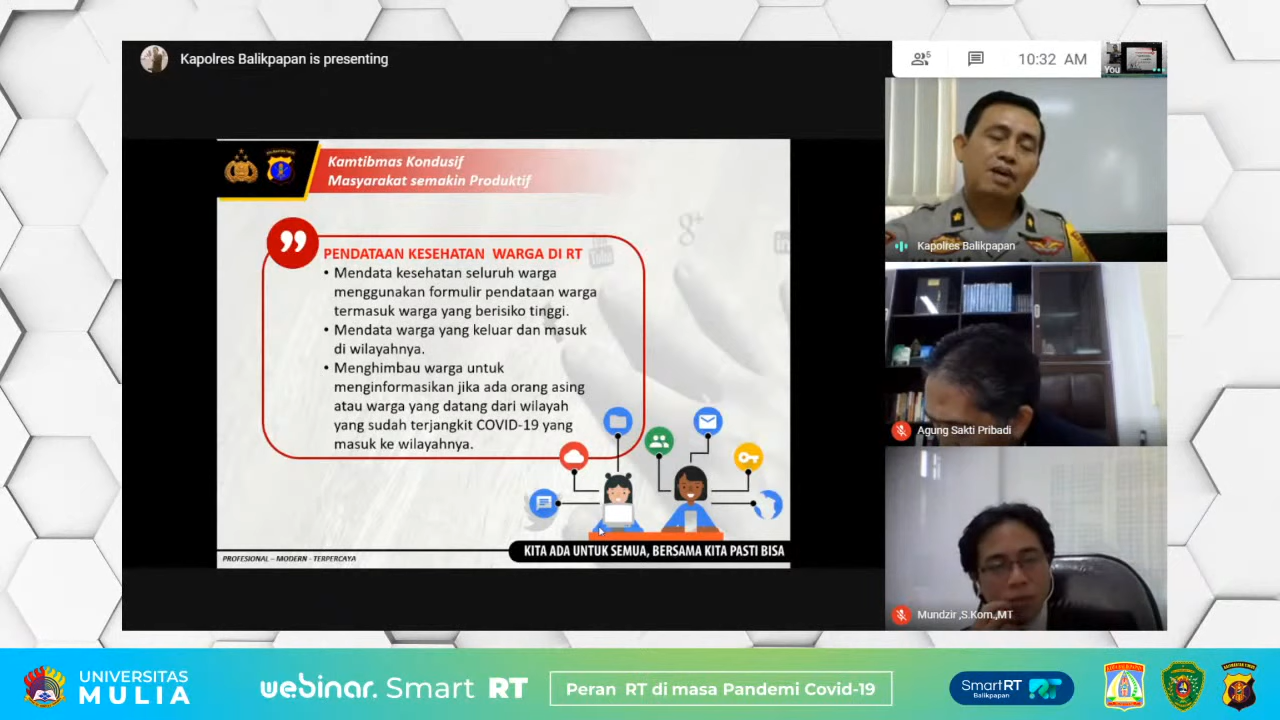 Kapolres Balikpapan is presenting
5
10:32 AM
You
Kamtibmas Kondusif
Masyarakat semakin Produktif
PENDATAAN KESEHATAN WARGA DI RT
• Mendata kesehatan seluruh warga
menggunakan formulir pendataan warga
termasuk warga yang berisiko tinggi.
• Mendata warga yang keluar dan masuk
di wilayahnya.
• Menghimbau warga untuk
menginformasikan jika ada orang asing
atau warga yang datang dari wilayah
yang sudah terjangkit COVID-19 yang
masuk ke wilayahnya.
PROFESIONAL – MODERN - TERPERCAYA
KITA ADA UNTUK SEMUA, BERSAMA KITA PASTI BISA
Kapolres Balikpapan
Agung Sakti Pribadi
Mundzir ,S.Kom.,MT
UNIVERSITAS
MULIA
webinar. Smart RT
Peran RT di masa Pandemi Covid-19
SmartRT
Balikpapan